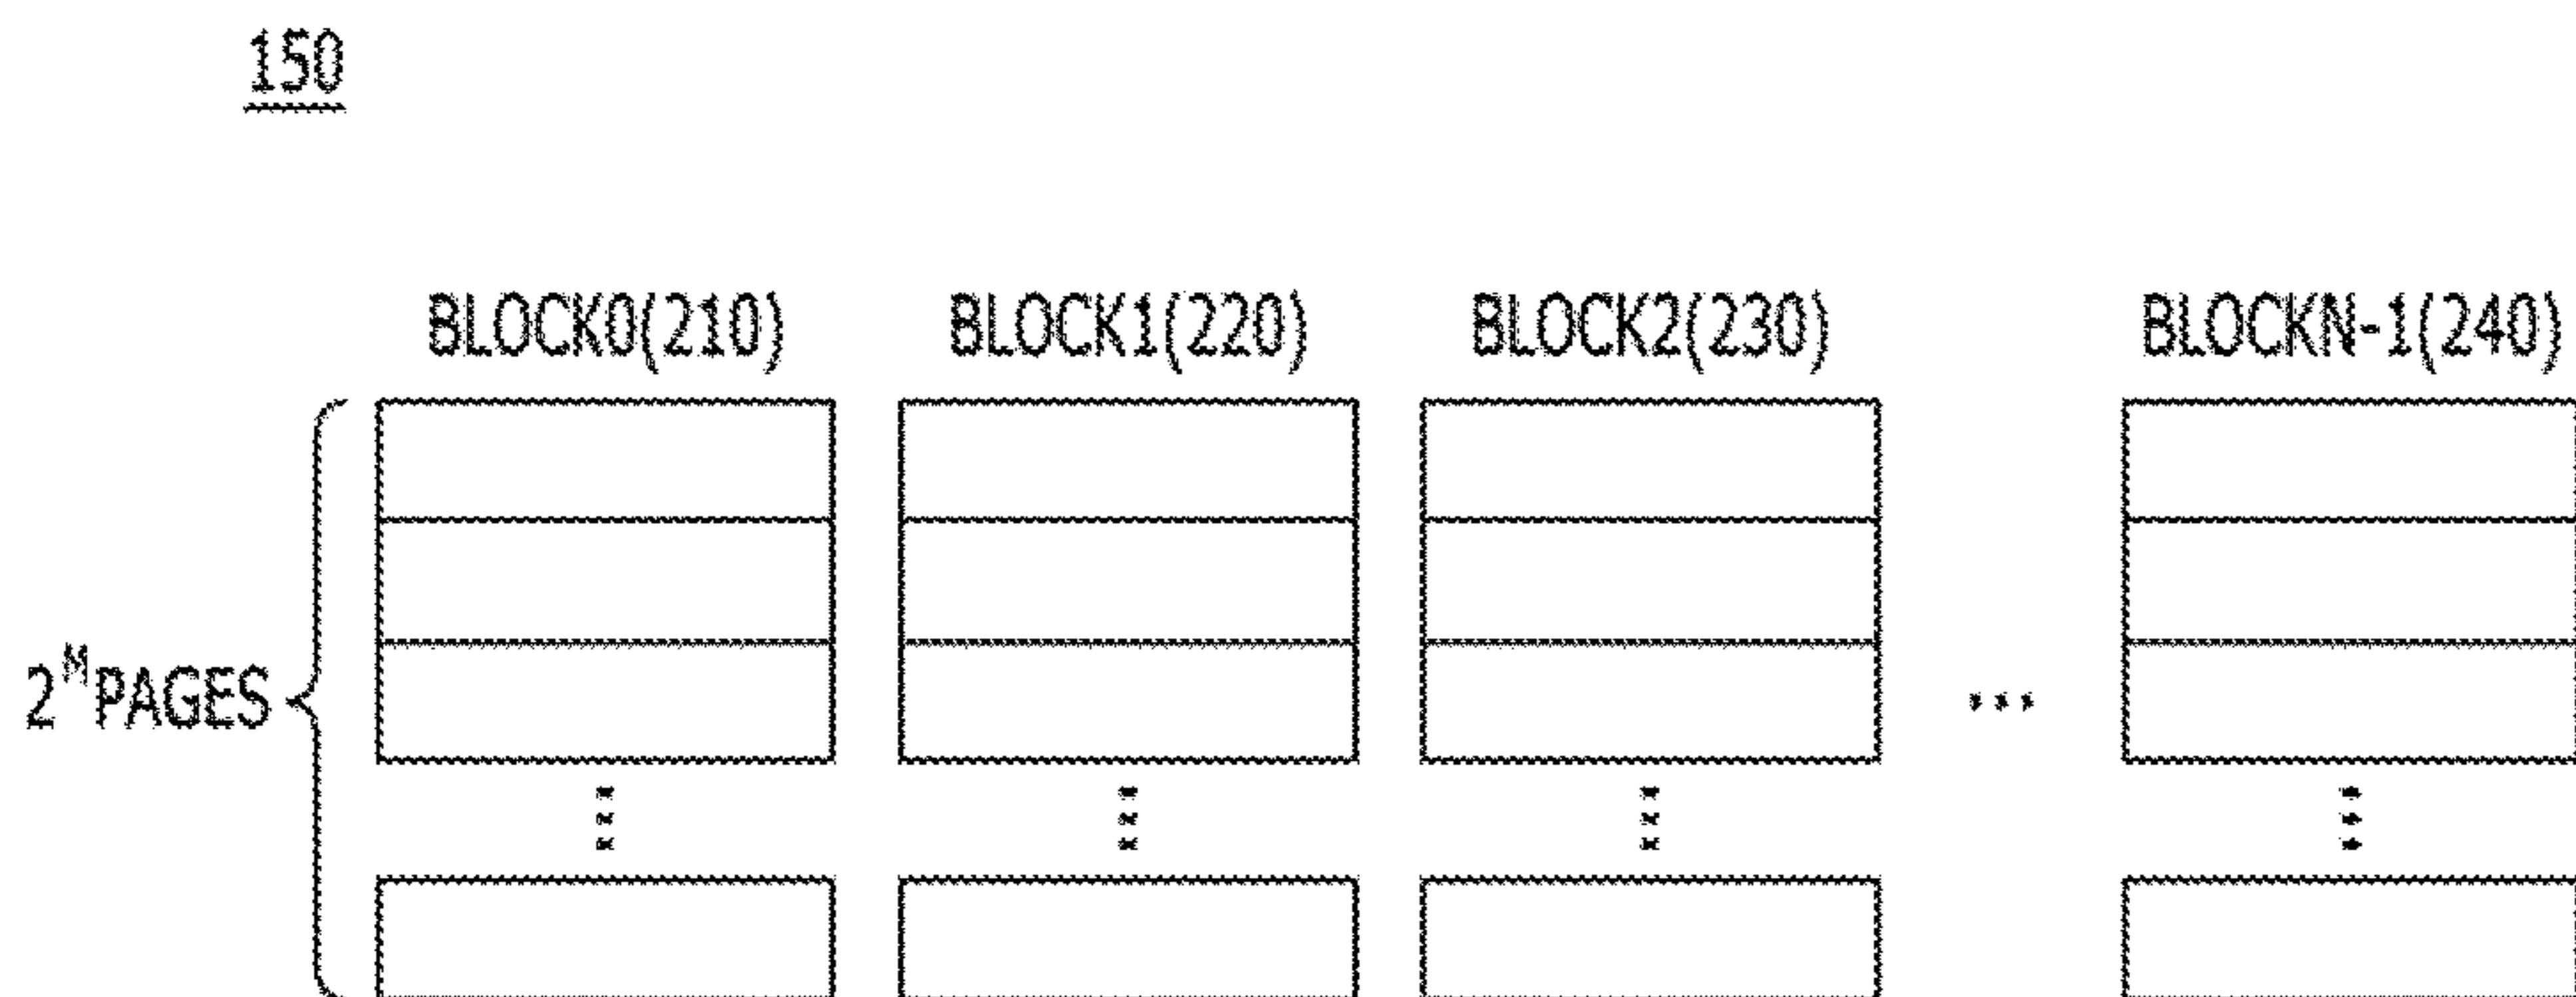 150
BLOCK0(210) BLOCK1(220) BLOCK2(230) BLOCKN-1(240)
2^M PAGES
...